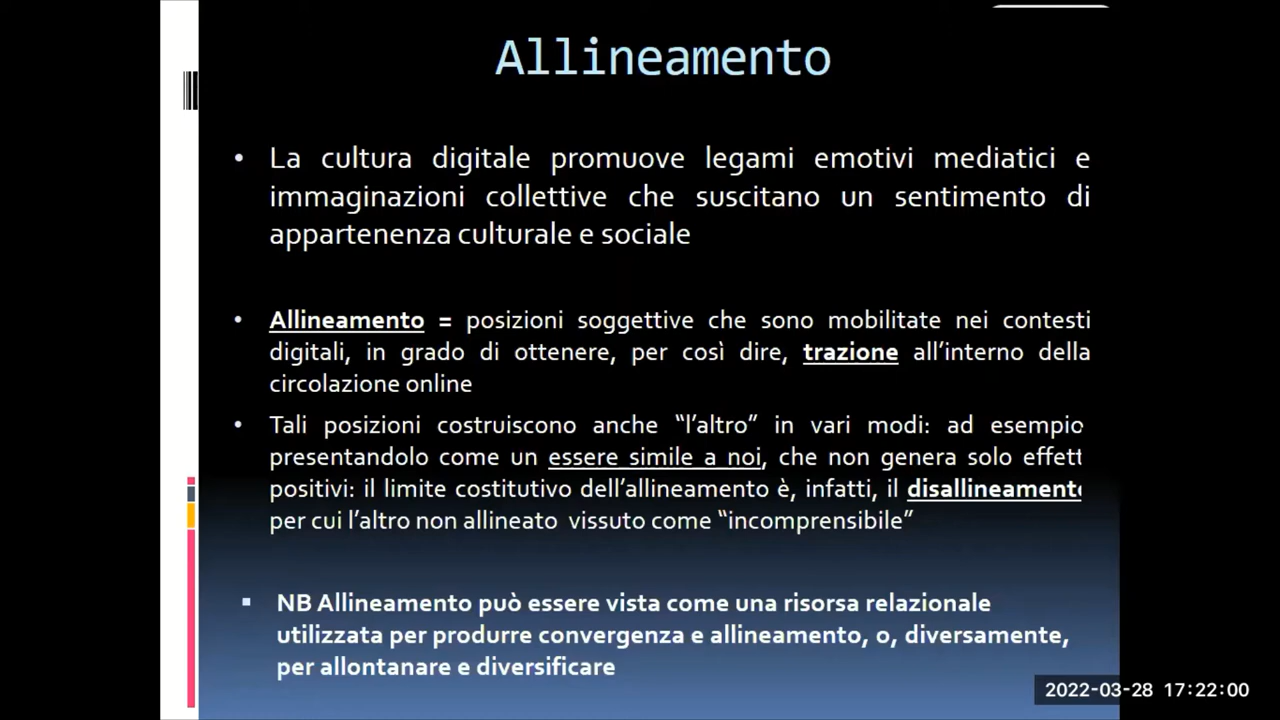 Allineamento
• La cultura digitale promuove legami emotivi mediatici e
immaginazioni collettive che suscitano un sentimento di
appartenenza culturale e sociale
• Allineamento = posizioni soggettive che sono mobilitate nei contesti
digitali, in grado di ottenere, per così dire, trazione all’interno della
circolazione online
• Tali posizioni costruiscono anche “l’altro” in vari modi: ad esempio
presentandolo come un essere simile a noi, che non genera solo effett
positivi: il limite costitutivo dell’allineamento è, infatti, il disallineamento
per cui l’altro non allineato vissuto come “incomprensibile”
▪ NB Allineamento può essere vista come una risorsa relazionale
utilizzata per produrre convergenza e allineamento, o, diversamente,
per allontanare e diversificare
2022-03-28 17:22:00